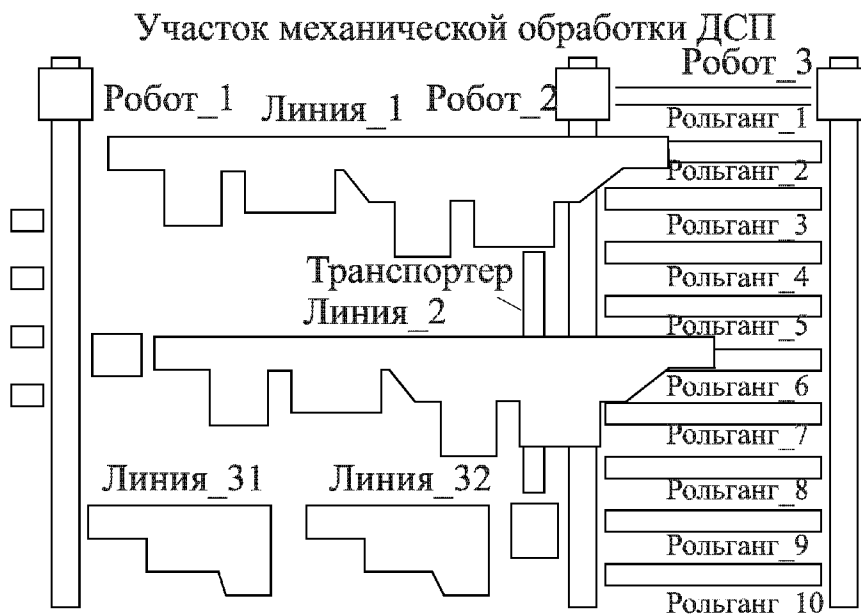 Участок механической обработки ДСП
Робот_1
Линия_1
Робот_2
Робот_3
Рольганг_1
Рольганг_2
Рольганг_3
Транспортер
Рольганг_4
Линия_2
Рольганг_5
Рольганг_6
Рольганг_7
Линия_31
Линия_32
Рольганг_8
Рольганг_9
Рольганг_10